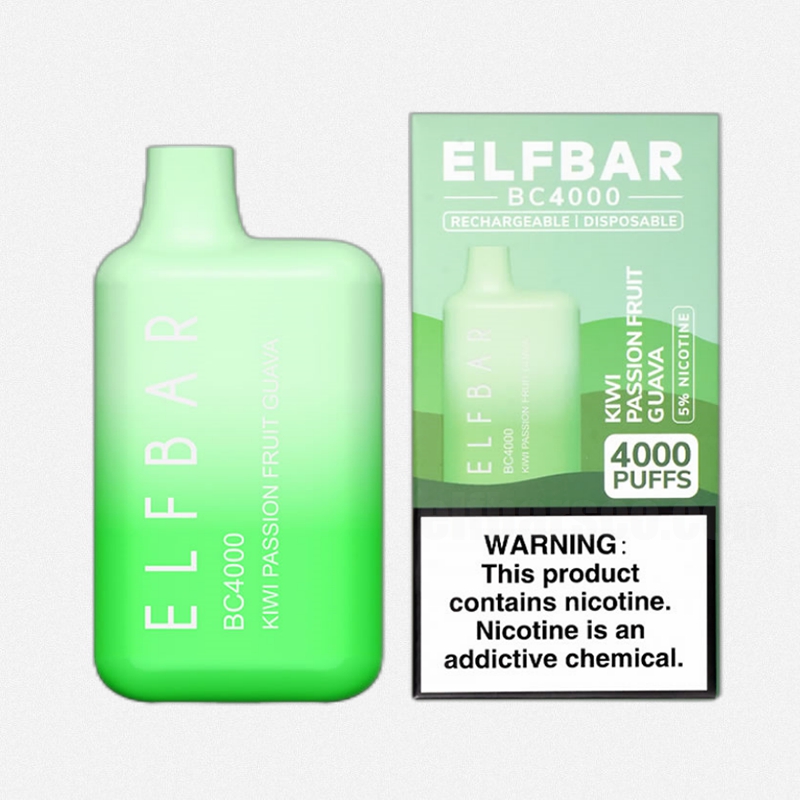 ELFBAR
BC4000
KIWI PASSION FRUIT GUAVA
ELFBAR
BC4000
RECHARGEABLE | DISPOSABLE
ELFBAR
BC4000
KIWI PASSION FRUIT GUAVA
KIWI
PASSION FRUIT
GUAVA
5% NICOTINE
4000
PUFFS
WARNING:
This product
contains nicotine.
Nicotine is an
addictive chemical.